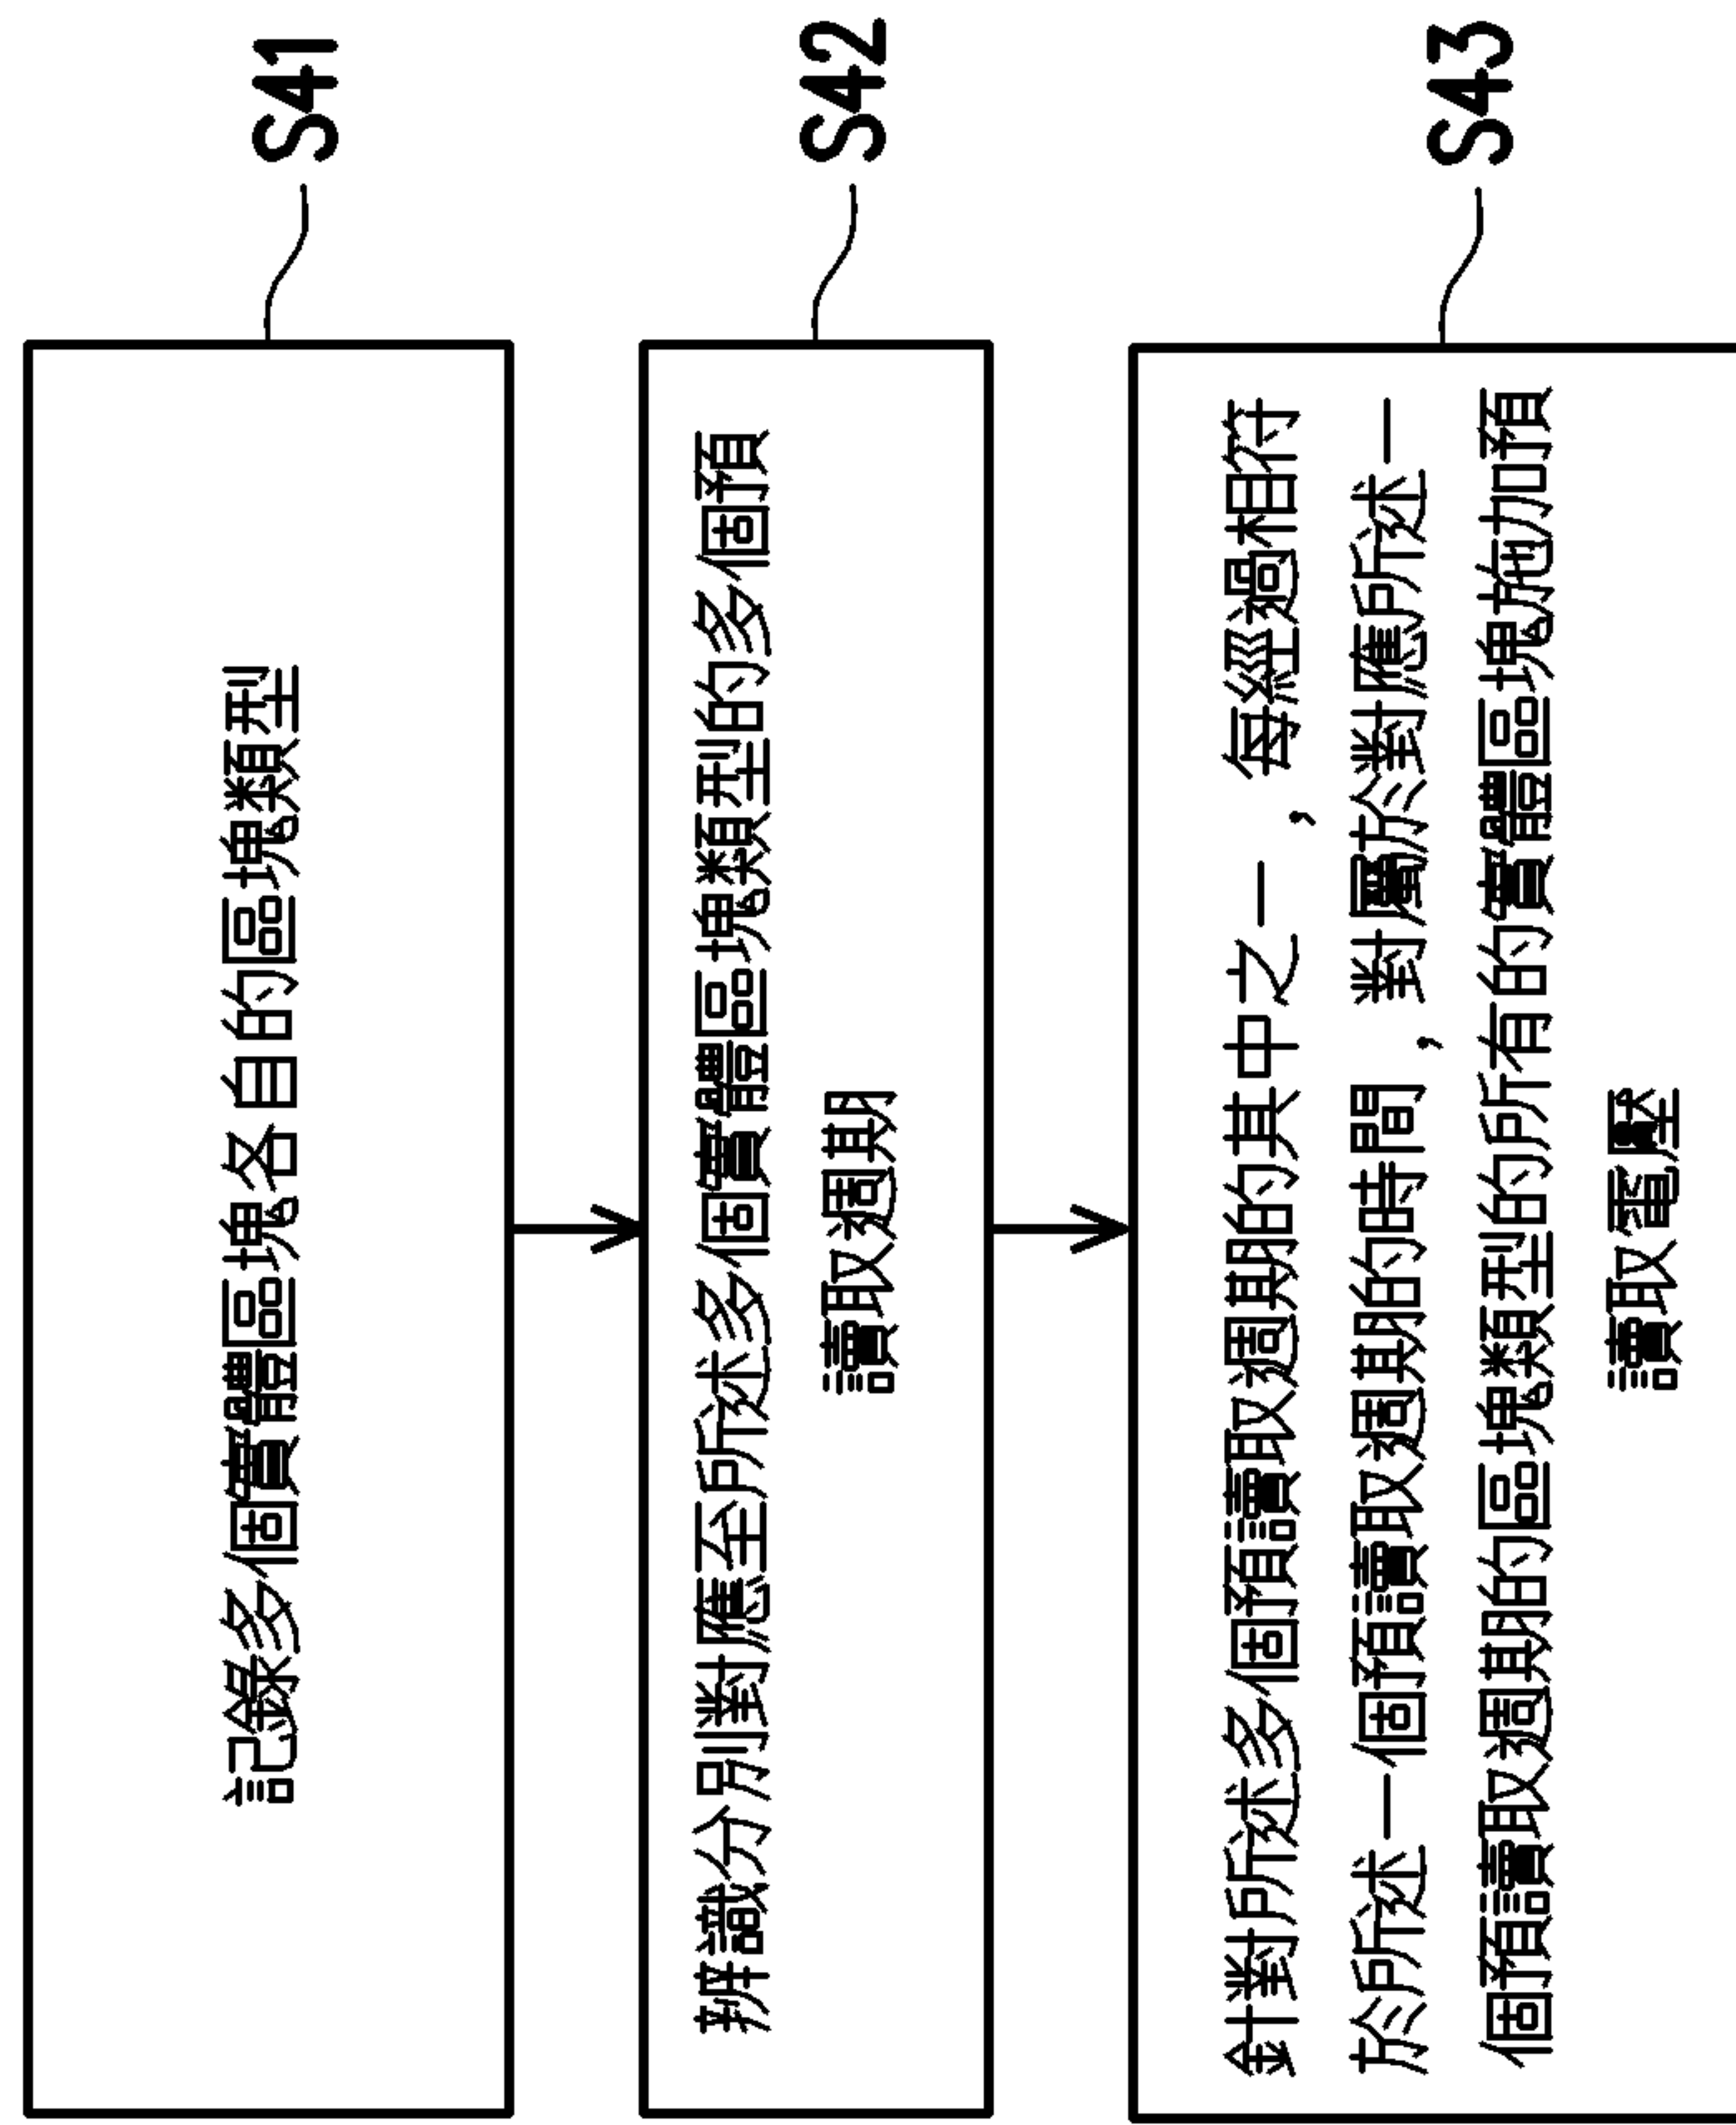 記錄多個實體區塊各自的區塊類型
S41
辨識分別對應至所述多個實體區塊類型的多個預
讀取週期
S42
針對所述多個預讀取週期的其中之一，每經過相符
於所述一個預讀取週期的時間，對屬於對應所述一
個預讀取週期的區塊類型的所有的實體區塊施加預
讀取電壓
S43